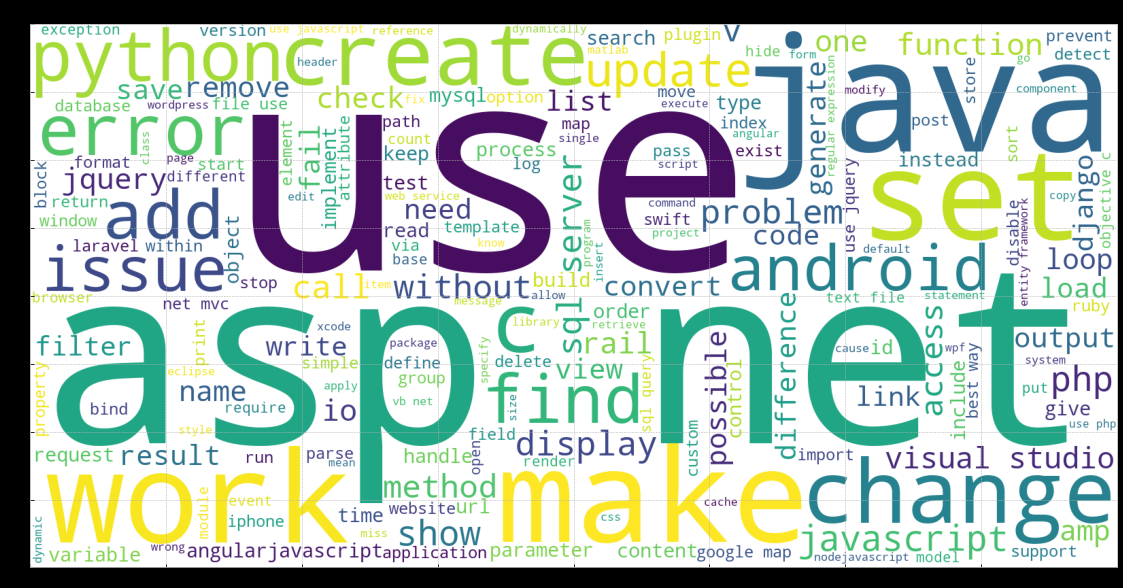 exception
version
use javascript
reference
dynamically
python
create
header
search
plugin
v
hide
form
one
function
prevent
detect
go
matlab
update
java
save
remove
check
fix
mysql
option
list
move
execute
type
generate
regular expression
modify
store
component
database
wordpress
file use
path
map
index
post
error
class
element
fail
attribute
implement
use
count
single
angular
keep
process
log
pass
script
exist
instead
sort
block
format
page
start
jquery
different
test
web service
set
copy
django
objective c
return
edit
need
server
command
swift
project
problem
use jquery
window
add
object
read
template
program
code
disable
entity framework
laravel
within
via
know
insert
default
loop
issue
stop
base
call
item
without
build
allow
convert
android
load
browser
net mvc
message
text file
statement
ruby
asp net
c
sql
order
library
retrieve
rail
difference
access
xcode
print
write
package
output
filter
simple
define
specify
delete
view
possible
cause
id
wpf
best way
system
property
eclipse
apply
group
find
sql query
control
include
put
php
name
require
io
vb net
size
link
give
bind
use php
style
field
display
custom
request
result
run
parse
mean
handle
open
render
import
visual studio
work
module
event
method
make
cache
change
iphone
time
website
url
css
dynamic
miss
show
javascript
amp
variable
wrong
angularjavascript
application
parameter
content
google map
nodejavascript
model
support